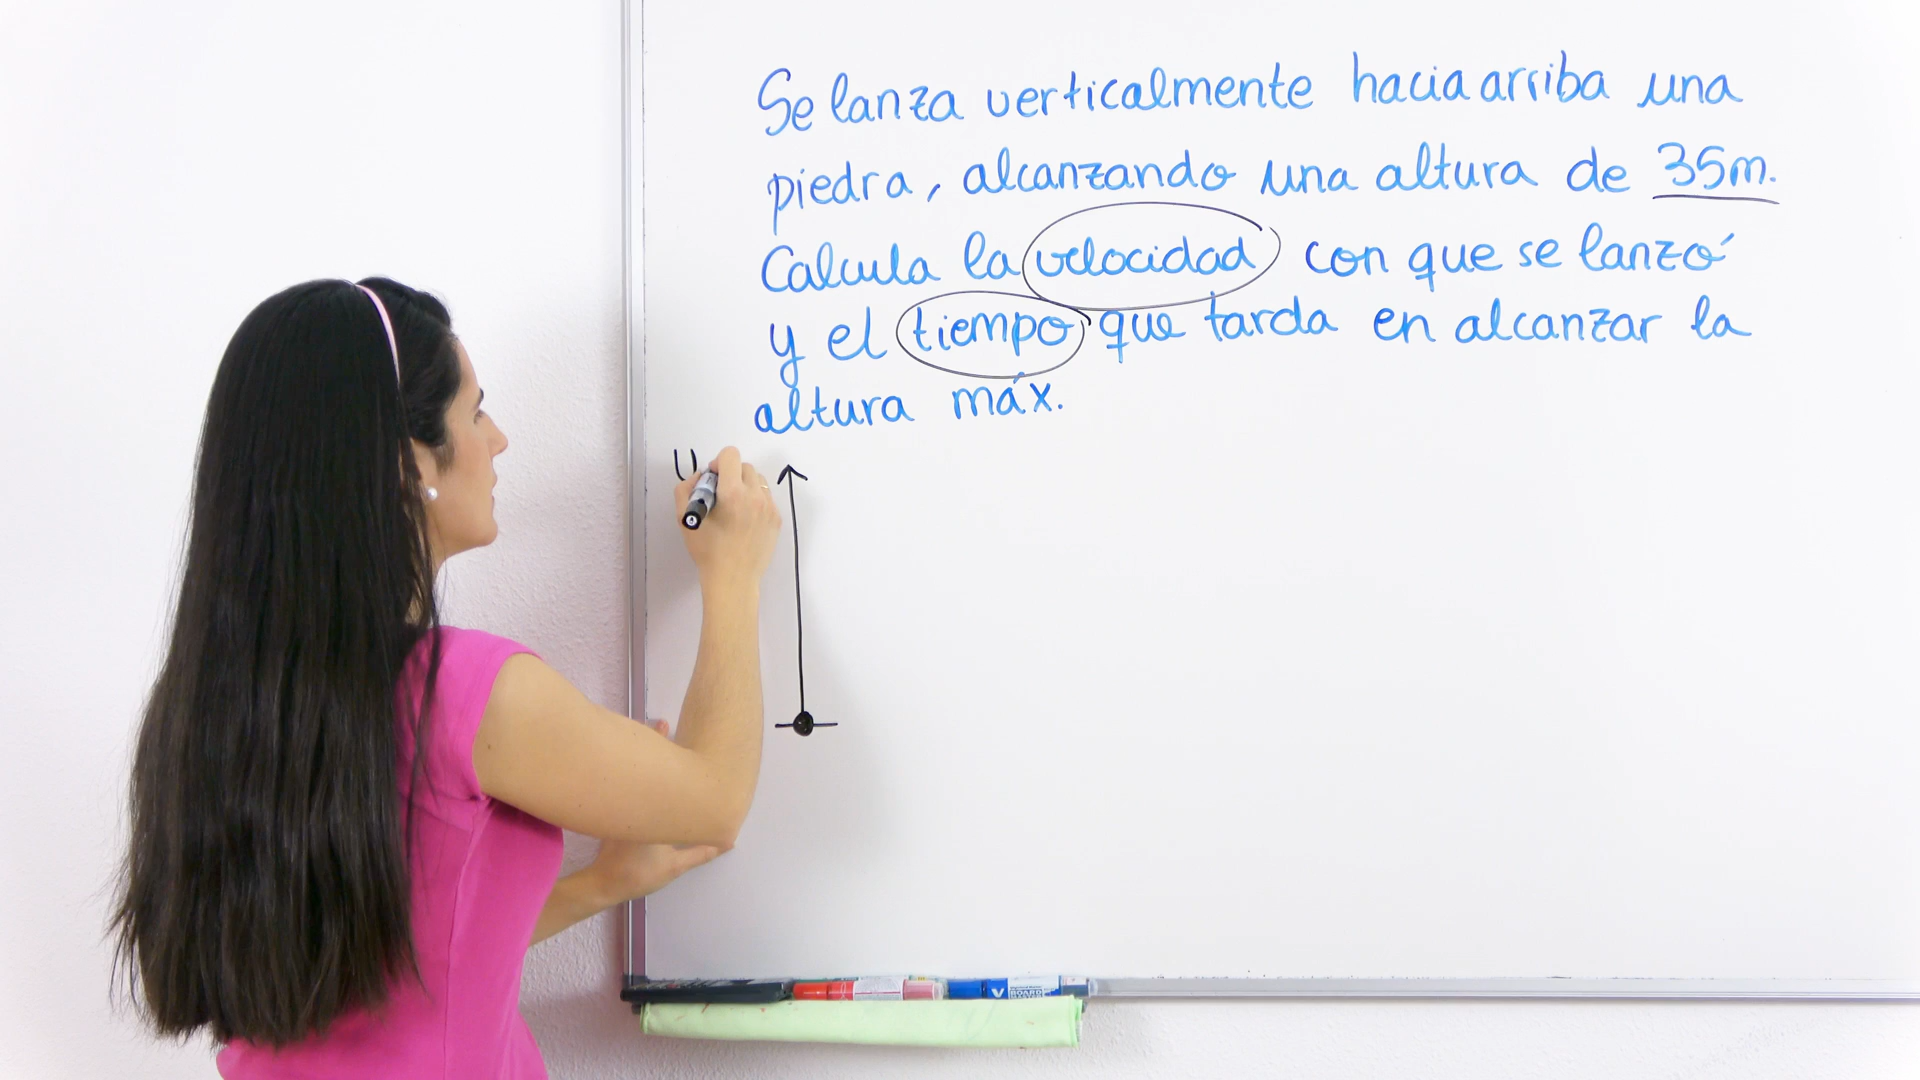 Se lanza verticalmente hacia arriba una
piedra, alcanzando una altura de 35m.
Calcula la velocidad con que se lanzó
y el tiempo que tarda en alcanzar la
altura máx.